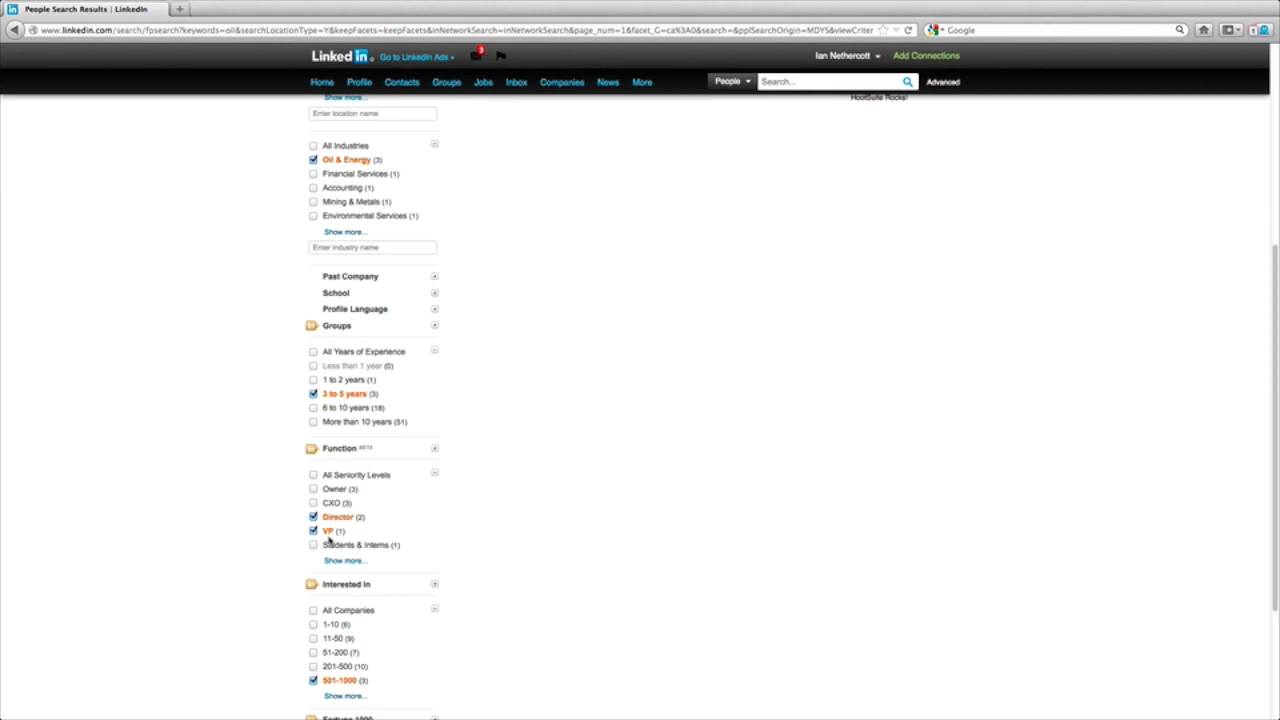 People Search Results | LinkedIn
www.linkedin.com/search/fpsearch?keywords=oil&searchLocationType=Y&keepFacets=keepFacets&inNetworkSearch=inNetworkSearch&page_num=1&facet_G=ca%3A0&search=&pplSearchOrigin=MDYS&viewCriter
Google
Linked in
Go to LinkedIn Ads
3
Ian Nethercott
Add Connections
Home Profile Contacts Groups Jobs Inbox Companies News More
People
Search...
Advanced
Show more...
HootSuite Rocks!
Enter location name
All Industries
Oil & Energy (3)
Financial Services (1)
Accounting (1)
Mining & Metals (1)
Environmental Services (1)
Show more...
Enter industry name
Past Company
School
Profile Language
Groups
All Years of Experience
Less than 1 year (0)
1 to 2 years (1)
3 to 5 years (3)
6 to 10 years (18)
More than 10 years (51)
Function BETA
All Seniority Levels
Owner (3)
CXO (3)
Director (2)
VP (1)
Students & Interns (1)
Show more...
Interested In
All Companies
1-10 (6)
11-50 (9)
51-200 (7)
201-500 (10)
501-1000 (3)
Show more...
Fortune 1000